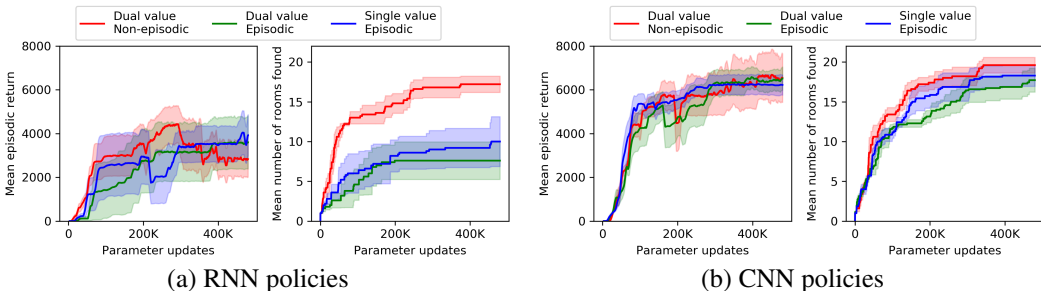 Dual value Non-episodic
Dual value Episodic
Single value Episodic
Mean episodic return
8000
6000
4000
2000
0
0
200K
400K
Parameter updates
Mean number of rooms found
20
15
10
5
0
0
200K
400K
Parameter updates
(a) RNN policies
Dual value Non-episodic
Dual value Episodic
Single value Episodic
Mean episodic return
8000
6000
4000
2000
0
0
200K
400K
Parameter updates
Mean number of rooms found
20
15
10
5
0
0
200K
400K
Parameter updates
(b) CNN policies